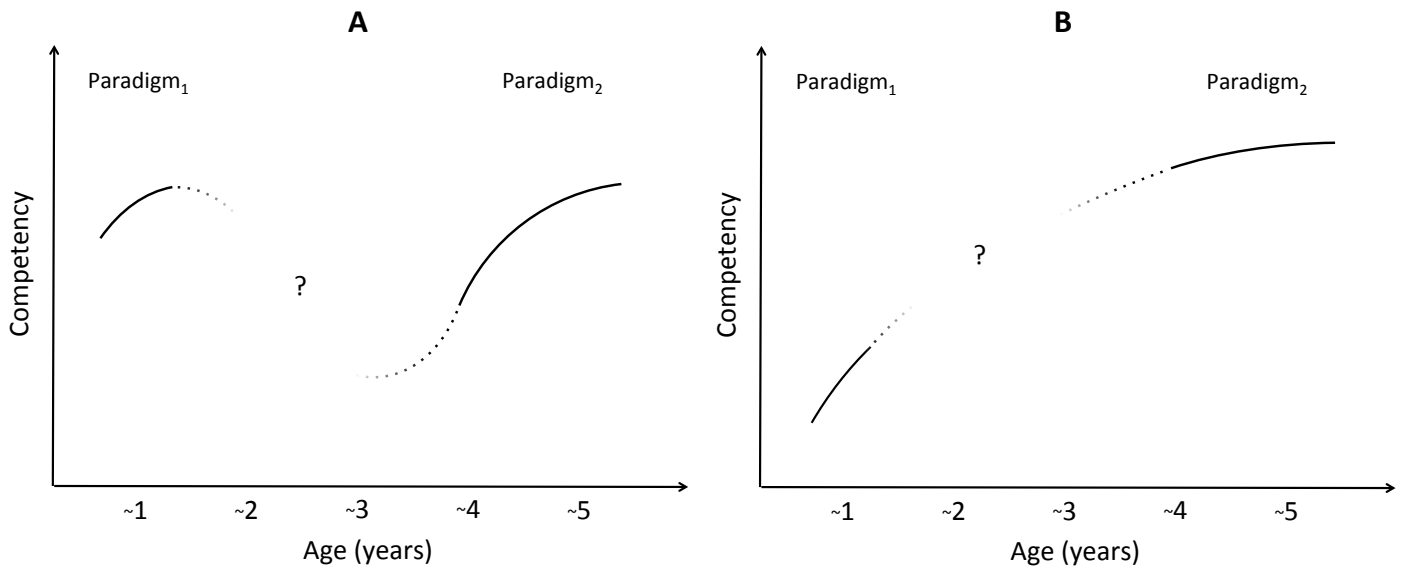 A
Paradigm₁
Paradigm₂
?
Competency
~1 ~2 ~3 ~4 ~5
Age (years)
B
Paradigm₁
Paradigm₂
?
Competency
~1 ~2 ~3 ~4 ~5
Age (years)